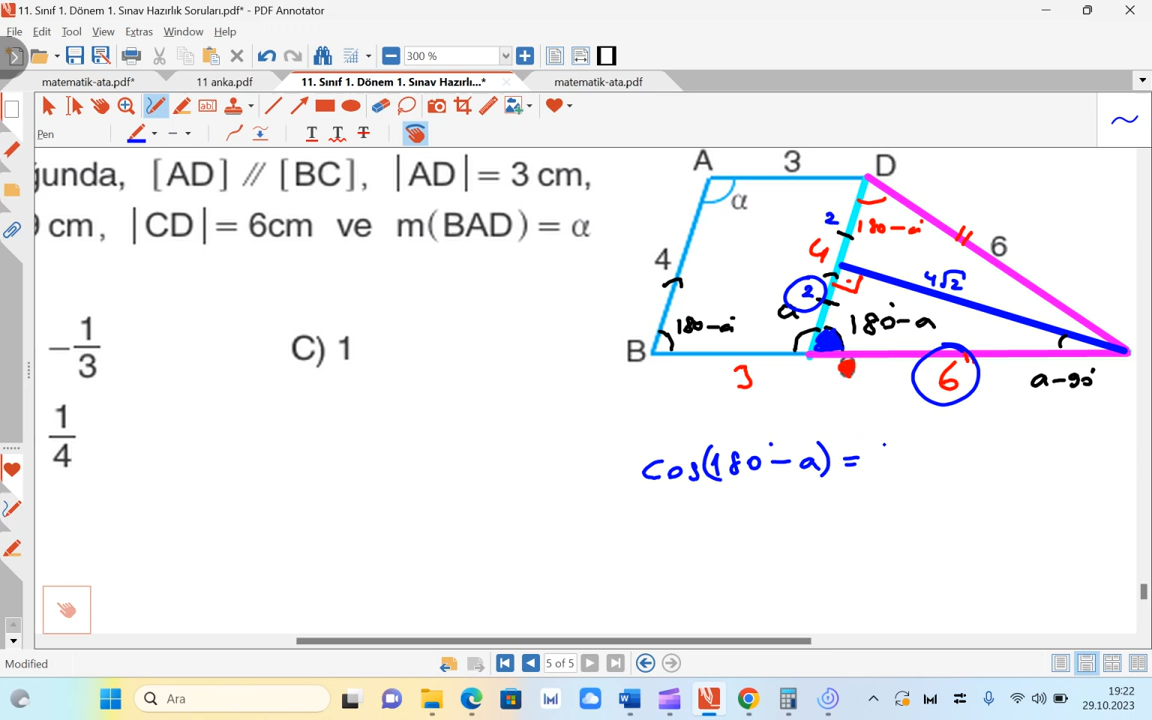 11. Sınıf 1. Dönem 1. Sınav Hazırlık Soruları.pdf* - PDF Annotator
File Edit Tool View Extras Window Help
300 %
matematik-ata.pdf* 11 anka.pdf 11. Sınıf 1. Dönem 1. Sınav Hazırlı...* matematik-ata.pdf
Pen
ğunda, [AD] // [BC], |AD| = 3 cm,
9 cm, |CD| = 6cm ve m(BAD) = α
-1/3
C) 1
1/4
A 3 D
α
2
180-a
4
6
4
4√2
2
a
180-a
180-a
B
3
6
a-90°
cos(180°-a) =
Modified
5 of 5
Ara
19:22
29.10.2023